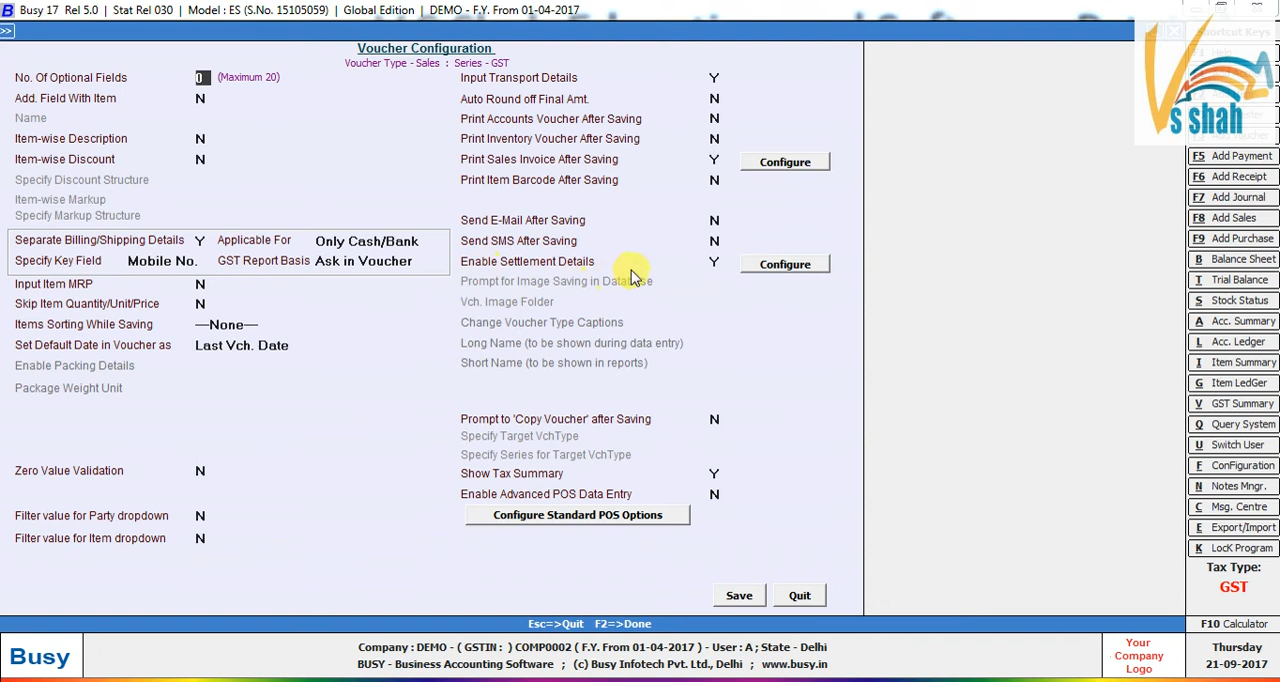 Busy 17 Rel 5.0 | Stat Rel 030 | Model : ES (S.No. 15105059) | Global Edition | DEMO - F.Y. From 01-04-2017
>>
Voucher Configuration
Voucher Type - Sales : Series - GST
No. Of Optional Fields 0 (Maximum 20)
Add. Field With Item N
Name
Item-wise Description N
Item-wise Discount N
Specify Discount Structure
Item-wise Markup
Specify Markup Structure
Separate Billing/Shipping Details Y Applicable For Only Cash/Bank
Specify Key Field Mobile No. GST Report Basis Ask in Voucher
Input Item MRP N
Skip Item Quantity/Unit/Price N
Items Sorting While Saving —None—
Set Default Date in Voucher as Last Vch. Date
Enable Packing Details
Package Weight Unit
Zero Value Validation N
Filter value for Party dropdown N
Filter value for Item dropdown N
Input Transport Details Y
Auto Round off Final Amt. N
Print Accounts Voucher After Saving N
Print Inventory Voucher After Saving N
Print Sales Invoice After Saving Y Configure
Print Item Barcode After Saving N
Send E-Mail After Saving N
Send SMS After Saving N
Enable Settlement Details Y Configure
Prompt for Image Saving in Database
Vch. Image Folder
Change Voucher Type Captions
Long Name (to be shown during data entry)
Short Name (to be shown in reports)
Prompt to 'Copy Voucher' after Saving N
Specify Target VchType
Specify Series for Target VchType
Show Tax Summary Y
Enable Advanced POS Data Entry N
Configure Standard POS Options
Save Quit
Shortcut Keys
Vs shah
F5 Add Payment
F6 Add Receipt
F7 Add Journal
F8 Add Sales
F9 Add Purchase
B Balance Sheet
T Trial Balance
S Stock Status
A Acc. Summary
L Acc. Ledger
I Item Summary
G Item LedGer
V GST Summary
Q Query System
U Switch User
F ConFiguration
N Notes Mngr.
C Msg. Centre
E Export/Import
K LocK Program
Tax Type:
GST
F10 Calculator
Esc=>Quit F2=>Done
Busy
Company : DEMO - ( GSTIN : ) COMP0002 ( F.Y. From 01-04-2017 ) - User : A ; State - Delhi
BUSY - Business Accounting Software ; (c) Busy Infotech Pvt. Ltd., Delhi ; www.busy.in
Your
Company
Logo
Thursday
21-09-2017